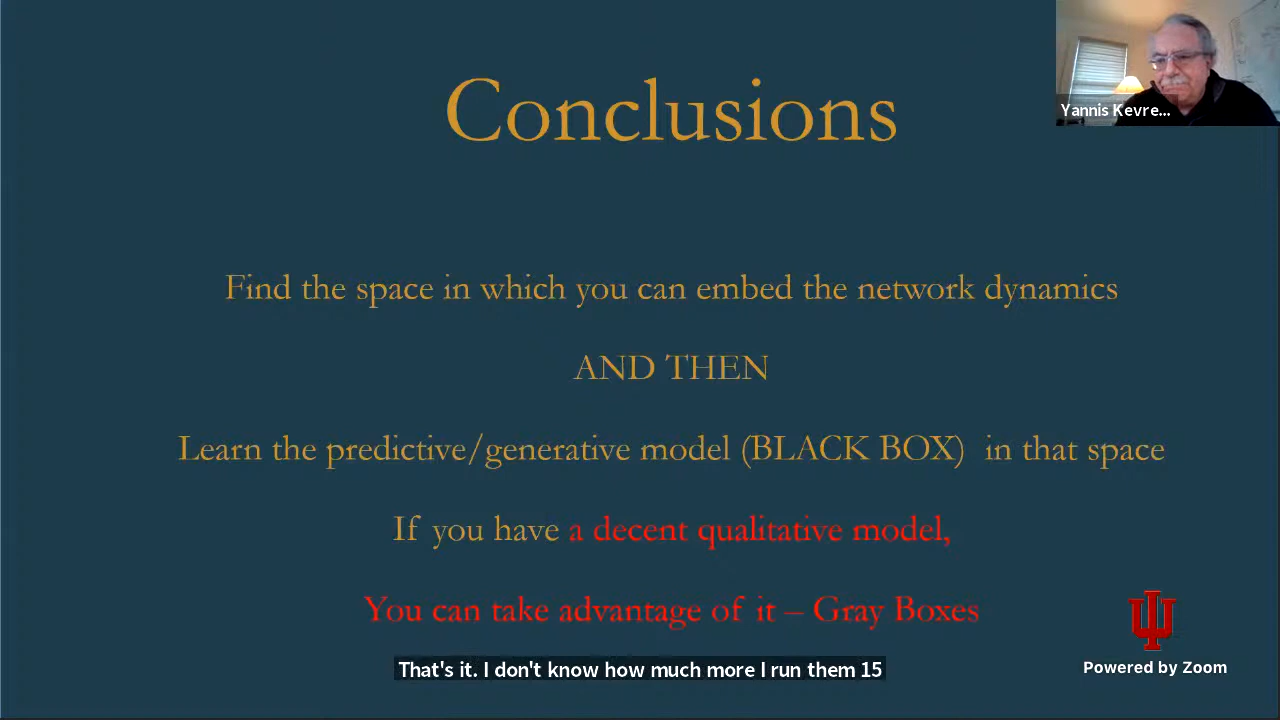 Conclusions
Yannis Kevre...
Find the space in which you can embed the network dynamics
AND THEN
Learn the predictive/generative model (BLACK BOX) in that space
If you have a decent qualitative model,
You can take advantage of it – Gray Boxes
That's it. I don't know how much more I run them 15
Powered by Zoom